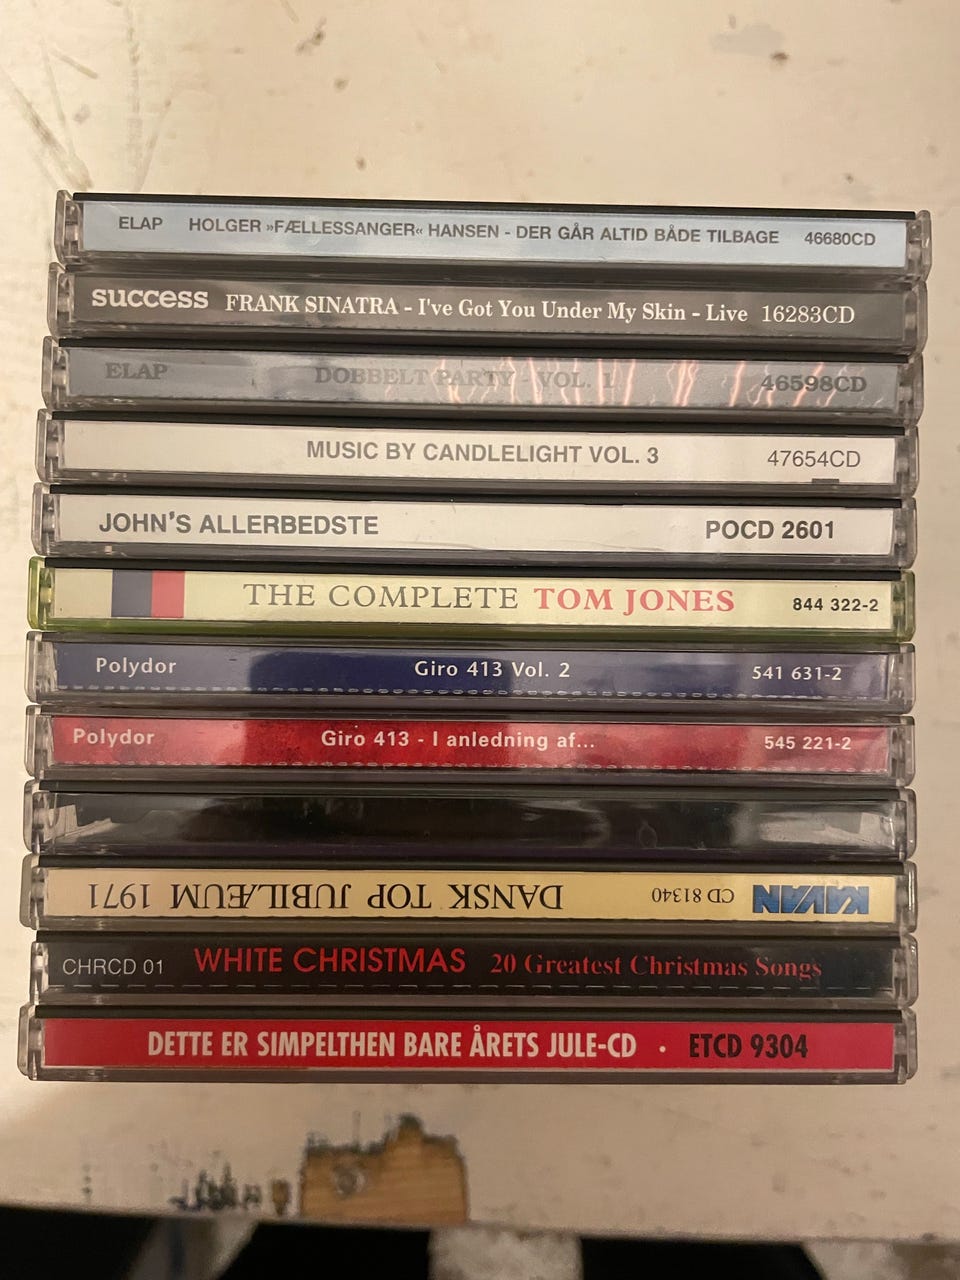 ELAP HOLGER »FÆLLESSANGER« HANSEN - DER GÅR ALTID BÅDE TILBAGE 46680CD
success FRANK SINATRA - I've Got You Under My Skin - Live 16283CD
ELAP DOBBELT PARTY - VOL. 1 46598CD
MUSIC BY CANDLELIGHT VOL. 3 47654CD
JOHN'S ALLERBEDSTE POCD 2601
THE COMPLETE TOM JONES 844 322-2
Polydor Giro 413 Vol. 2 541 631-2
Polydor Giro 413 - I anledning af... 545 221-2
KAVAN CD 81340 DANSK TOP JUBILÆUM 1971
CHRCD 01 WHITE CHRISTMAS 20 Greatest Christmas Songs
DETTE ER SIMPELTHEN BARE ÅRETS JULE-CD · ETCD 9304